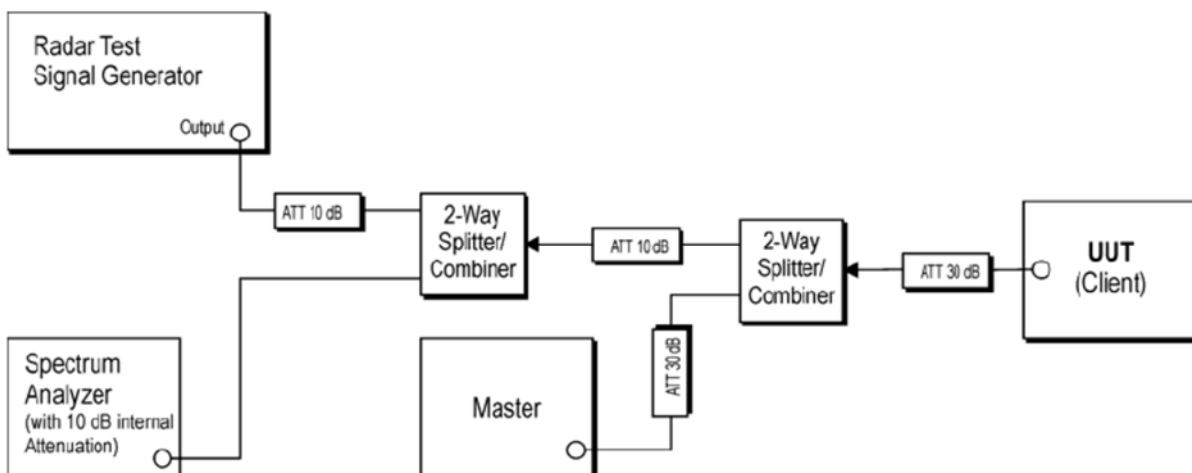 Radar Test
Signal Generator
Output
ATT 10 dB
2-Way
Splitter/
Combiner
ATT 10 dB
2-Way
Splitter/
Combiner
ATT 30 dB
UUT
(Client)
Spectrum
Analyzer
(with 10 dB internal
Attenuation)
Master
ATT 30 dB